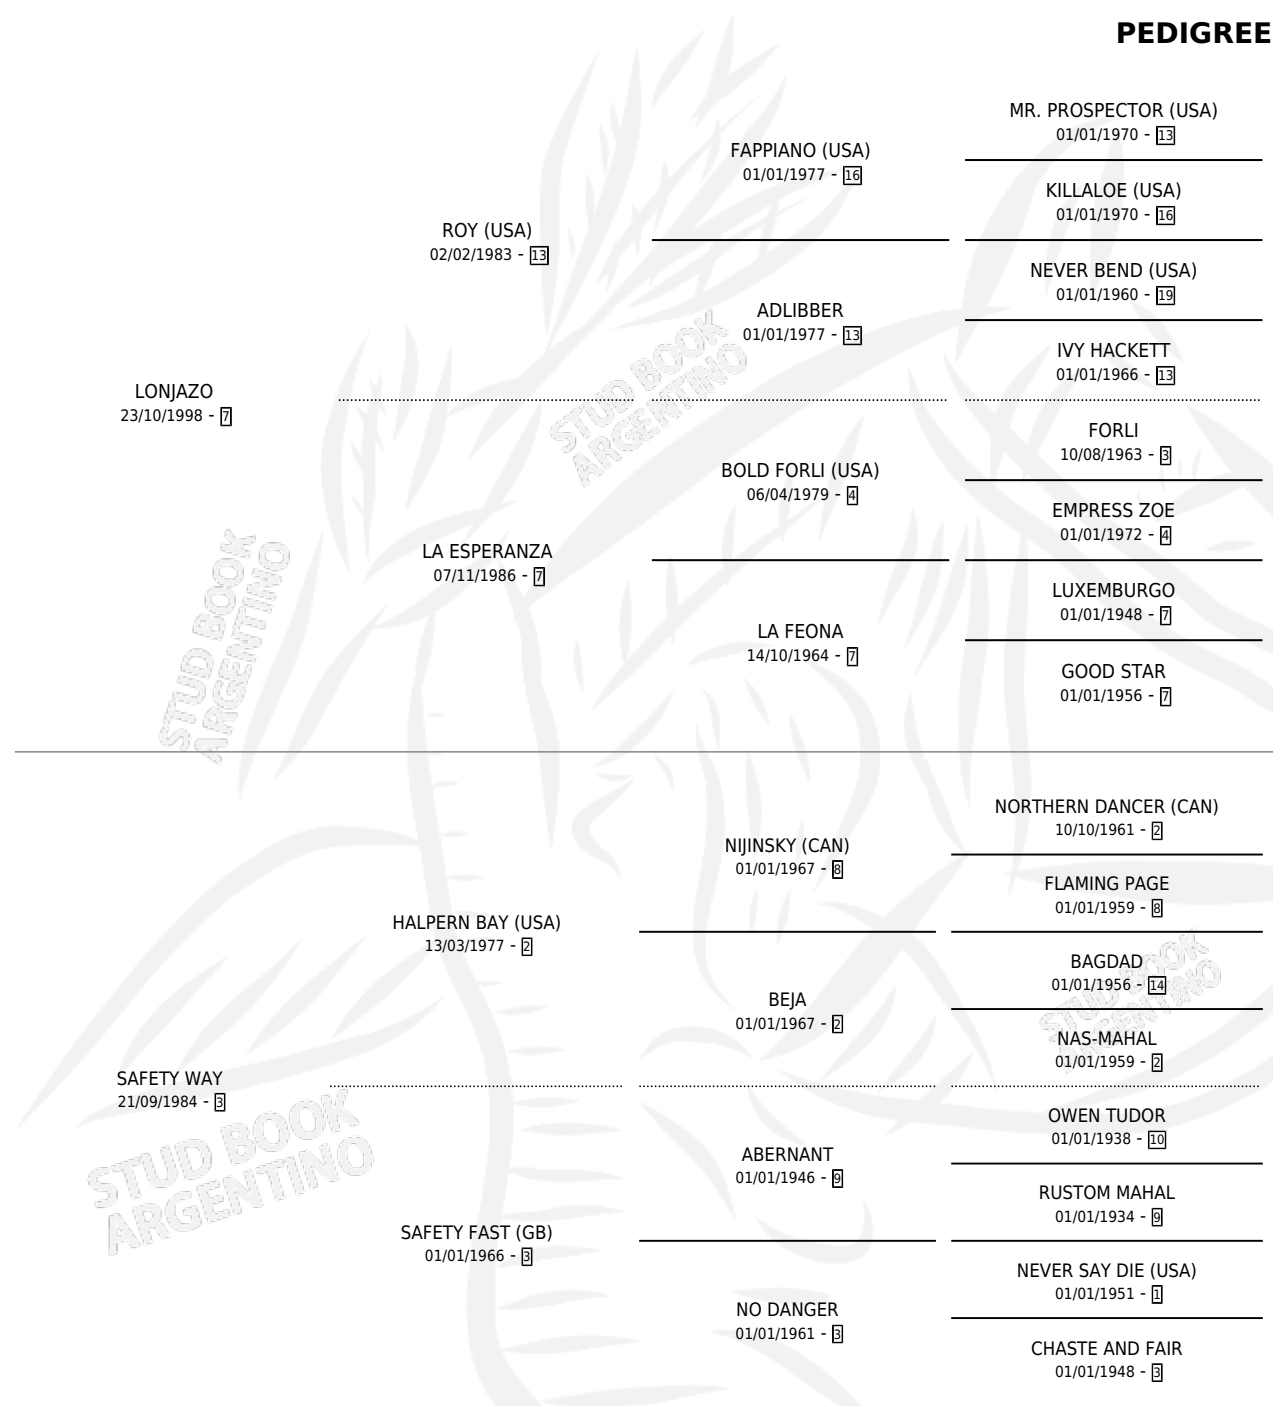 PEDIGREE
MR. PROSPECTOR (USA)
01/01/1970 - 13
FAPPIANO (USA)
01/01/1977 - 16
KILLALOE (USA)
01/01/1970 - 16
ROY (USA)
02/02/1983 - 13
NEVER BEND (USA)
01/01/1960 - 19
ADLIBBER
01/01/1977 - 13
IVY HACKETT
01/01/1966 - 13
LONJAZO
23/10/1998 - 7
FORLI
10/08/1963 - 3
BOLD FORLI (USA)
06/04/1979 - 4
EMPRESS ZOE
01/01/1972 - 4
LA ESPERANZA
07/11/1986 - 7
LUXEMBURGO
01/01/1948 - 7
LA FEONA
14/10/1964 - 7
GOOD STAR
01/01/1956 - 7
NORTHERN DANCER (CAN)
10/10/1961 - 2
NIJINSKY (CAN)
01/01/1967 - 8
FLAMING PAGE
01/01/1959 - 8
HALPERN BAY (USA)
13/03/1977 - 2
BAGDAD
01/01/1956 - 14
BEJA
01/01/1967 - 2
NAS-MAHAL
01/01/1959 - 2
SAFETY WAY
21/09/1984 - 3
OWEN TUDOR
01/01/1938 - 10
ABERNANT
01/01/1946 - 9
RUSTOM MAHAL
01/01/1934 - 9
SAFETY FAST (GB)
01/01/1966 - 3
NEVER SAY DIE (USA)
01/01/1951 - 1
NO DANGER
01/01/1961 - 3
CHASTE AND FAIR
01/01/1948 - 3
STUD BOOK
ARGENTINO
STUD BOOK
ARGENTINO
STUD BOOK
ARGENTINO
STUD BOOK
ARGENTINO